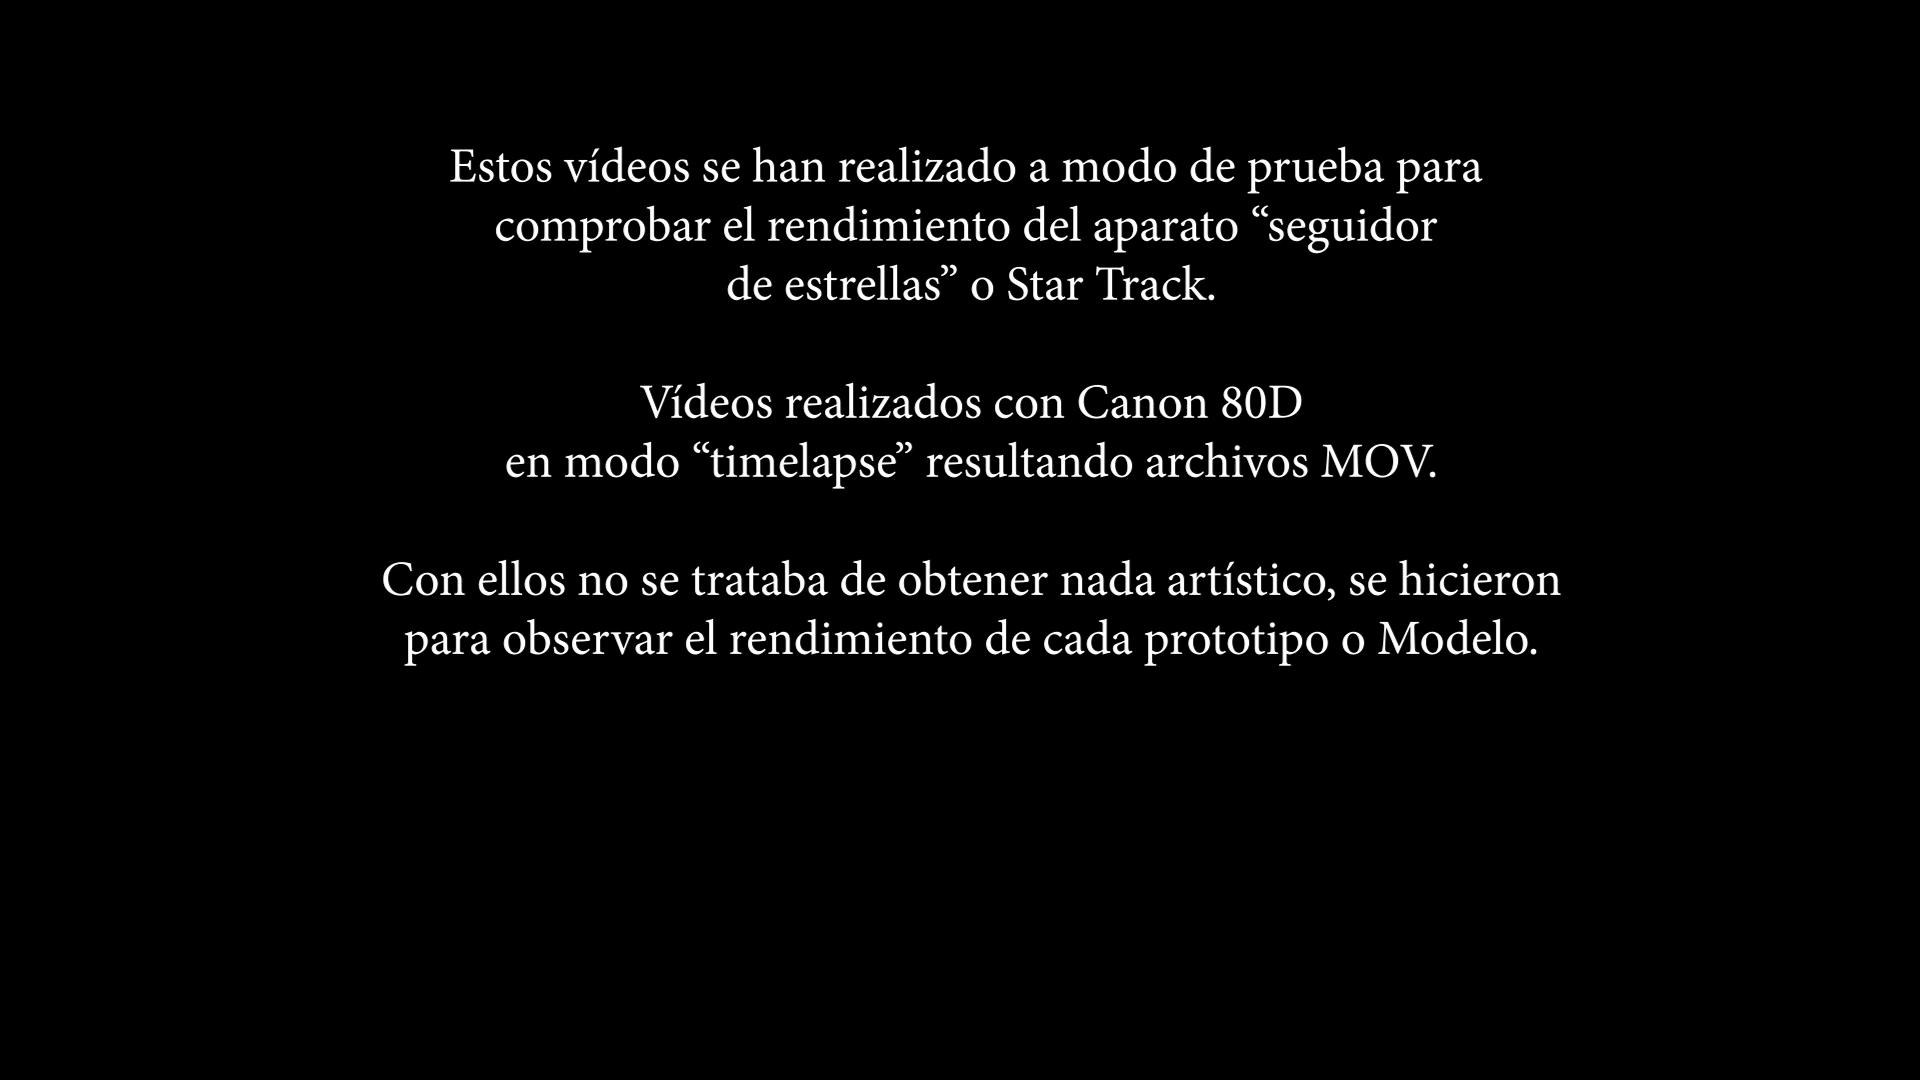 Estos vídeos se han realizado a modo de prueba para
comprobar el rendimiento del aparato “seguidor
de estrellas” o Star Track.
Vídeos realizados con Canon 80D
en modo “timelapse” resultando archivos MOV.
Con ellos no se trataba de obtener nada artístico, se hicieron
para observar el rendimiento de cada prototipo o Modelo.